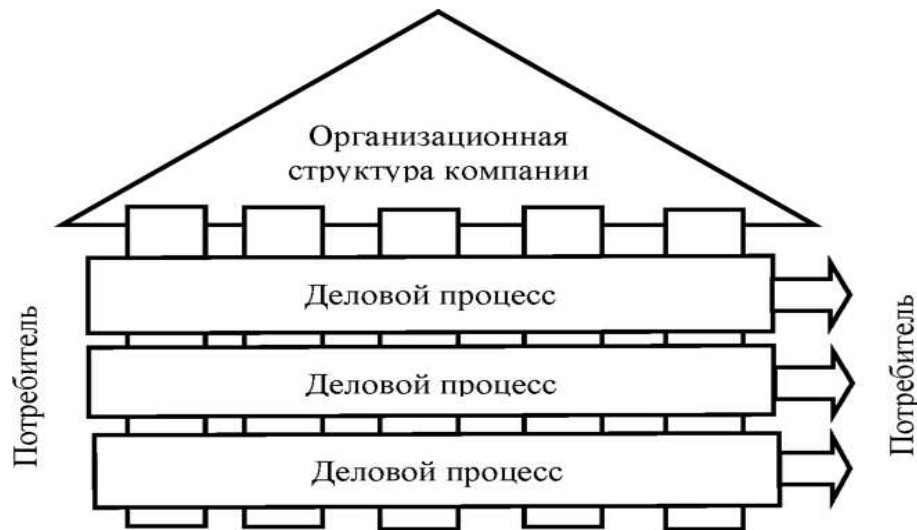 Организационная
структура компании
Деловой процесс
Деловой процесс
Деловой процесс
Потребитель
Потребитель